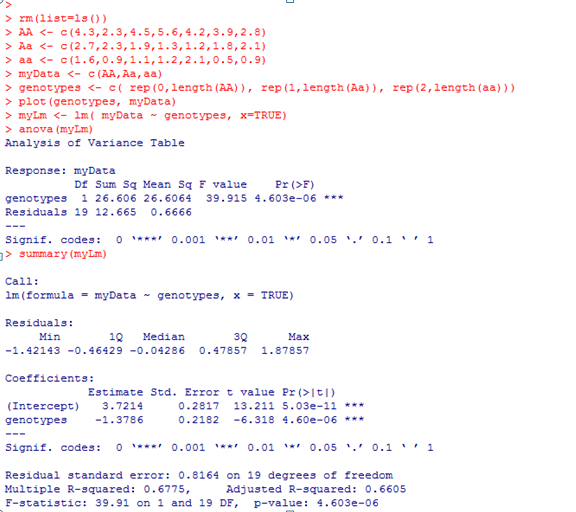 >
> rm(list=ls())
> AA <- c(4.3,2.3,4.5,5.6,4.2,3.9,2.8)
> Aa <- c(2.7,2.3,1.9,1.3,1.2,1.8,2.1)
> aa <- c(1.6,0.9,1.1,1.2,2.1,0.5,0.9)
> myData <- c(AA,Aa,aa)
> genotypes <- c( rep(0,length(AA)), rep(1,length(Aa)), rep(2,length(aa)))
> plot(genotypes, myData)
> myLm <- lm( myData ~ genotypes, x=TRUE)
> anova(myLm)
Analysis of Variance Table

Response: myData
          Df Sum Sq Mean Sq F value    Pr(>F)
genotypes  1 26.606 26.6064  39.915 4.603e-06 ***
Residuals 19 12.665  0.6666
---
Signif. codes:  0 ‘***’ 0.001 ‘**’ 0.01 ‘*’ 0.05 ‘.’ 0.1 ‘ ’ 1
> summary(myLm)

Call:
lm(formula = myData ~ genotypes, x = TRUE)

Residuals:
     Min       1Q   Median       3Q      Max
-1.42143 -0.46429 -0.04286  0.47857  1.87857

Coefficients:
            Estimate Std. Error t value Pr(>|t|)
(Intercept)   3.7214     0.2817  13.211 5.03e-11 ***
genotypes    -1.3786     0.2182  -6.318 4.60e-06 ***
---
Signif. codes:  0 ‘***’ 0.001 ‘**’ 0.01 ‘*’ 0.05 ‘.’ 0.1 ‘ ’ 1

Residual standard error: 0.8164 on 19 degrees of freedom
Multiple R-squared: 0.6775,     Adjusted R-squared: 0.6605
F-statistic: 39.91 on 1 and 19 DF,  p-value: 4.603e-06